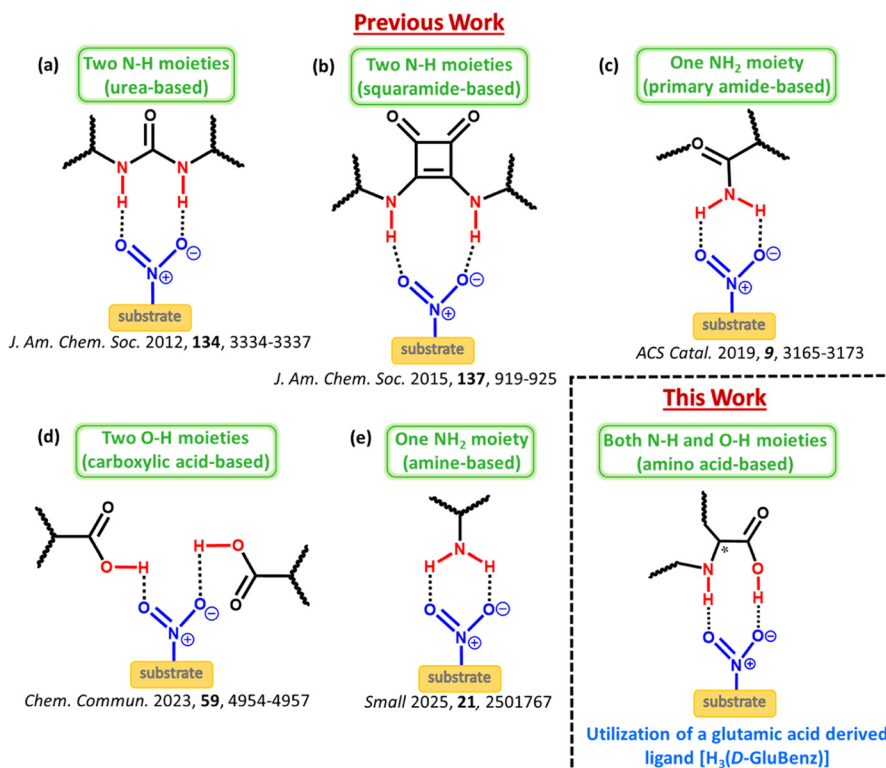 Previous Work
(a)
Two N-H moieties
(urea-based)
O
N
N
H
H
O
O
⊖
N
⊕
substrate
J. Am. Chem. Soc. 2012, 134, 3334-3337
(b)
Two N-H moieties
(squaramide-based)
O
O
N
N
H
H
O
O
⊖
N
⊕
substrate
J. Am. Chem. Soc. 2015, 137, 919-925
(c)
One NH₂ moiety
(primary amide-based)
O
N
H
H
O
O
⊖
N
⊕
substrate
ACS Catal. 2019, 9, 3165-3173
(d)
Two O-H moieties
(carboxylic acid-based)
O
O
H
H
O
O
O
O
⊖
N
⊕
substrate
Chem. Commun. 2023, 59, 4954-4957
(e)
One NH₂ moiety
(amine-based)
N
H
H
O
O
⊖
N
⊕
substrate
Small 2025, 21, 2501767
This Work
Both N-H and O-H moieties
(amino acid-based)
O
*
N
O
H
H
O
O
⊖
N
⊕
substrate
Utilization of a glutamic acid derived
ligand [H₃(D-GluBenz)]